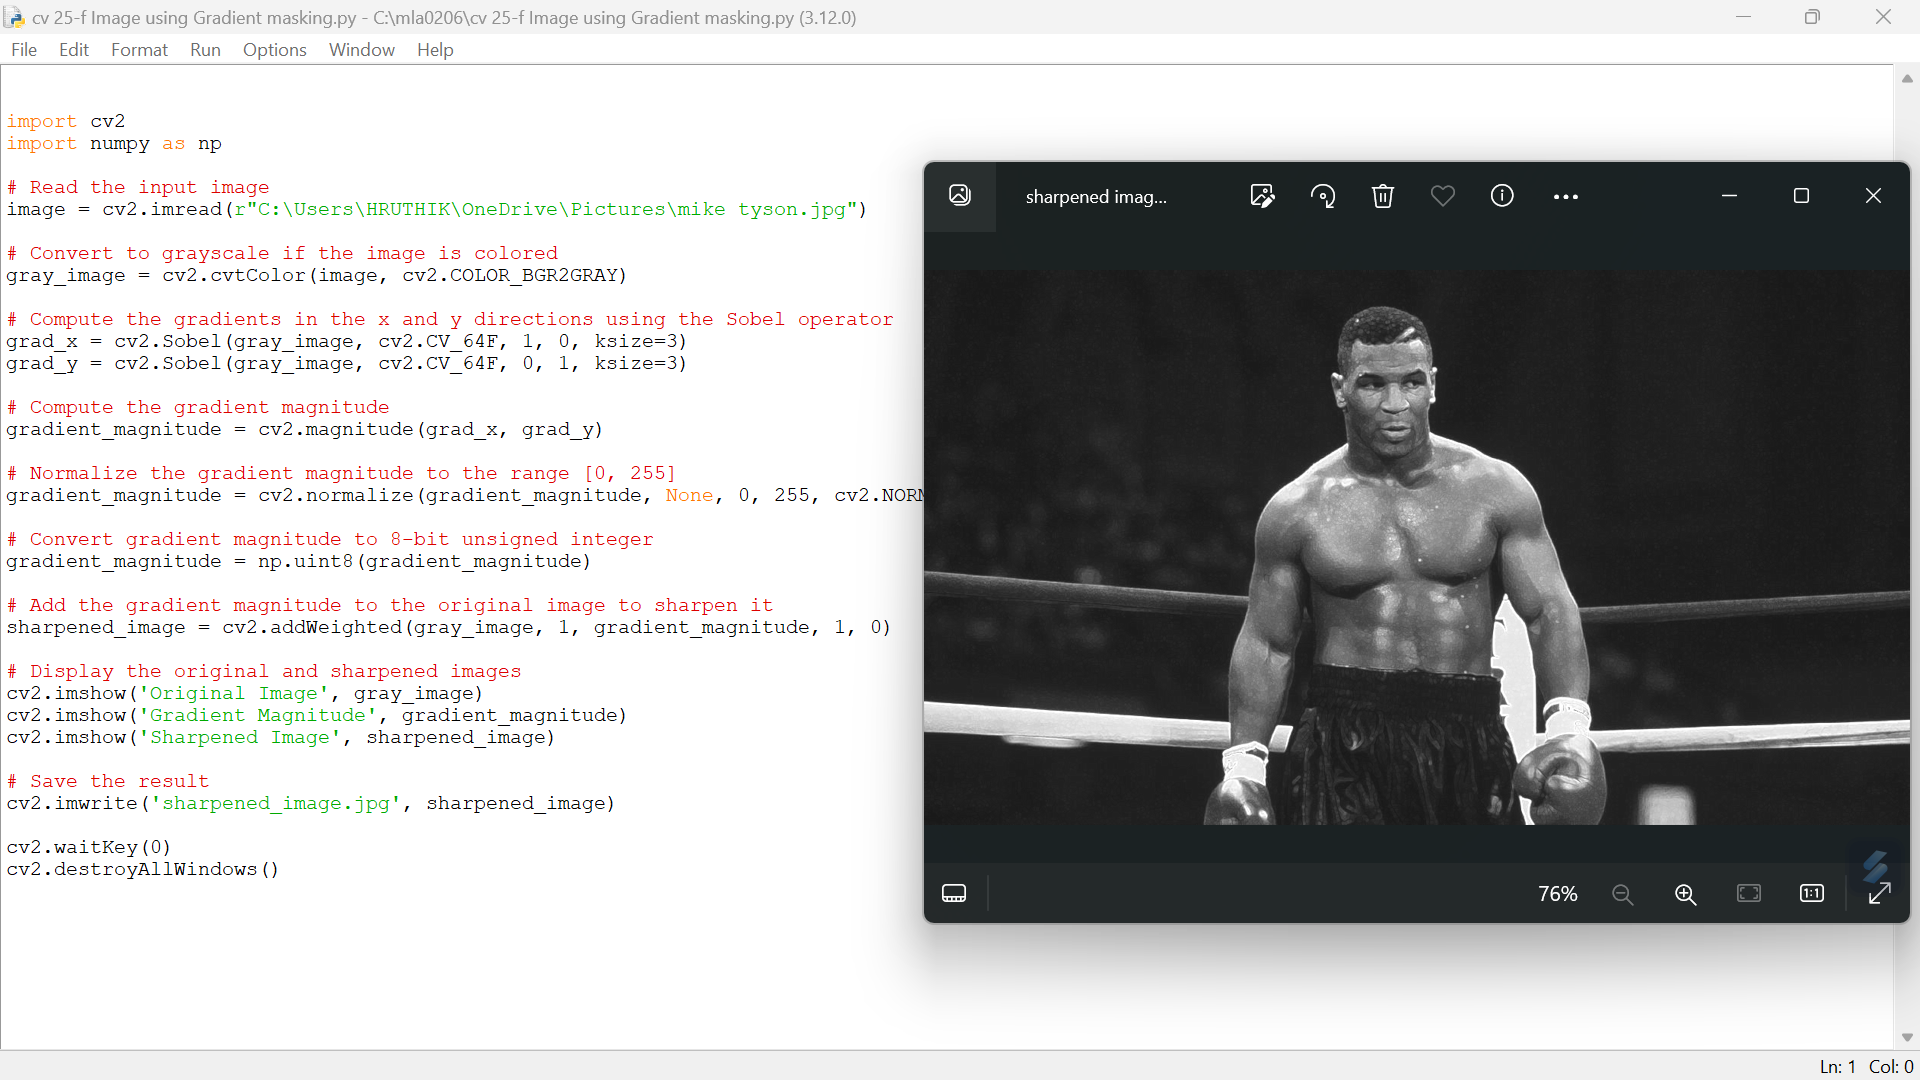 cv 25-f Image using Gradient masking.py - C:\mla0206\cv 25-f Image using Gradient masking.py (3.12.0)
File Edit Format Run Options Window Help
import cv2
import numpy as np
# Read the input image
image = cv2.imread(r"C:\Users\HRUTHIK\OneDrive\Pictures\mike tyson.jpg")
# Convert to grayscale if the image is colored
gray_image = cv2.cvtColor(image, cv2.COLOR_BGR2GRAY)
# Compute the gradients in the x and y directions using the Sobel operator
grad_x = cv2.Sobel(gray_image, cv2.CV_64F, 1, 0, ksize=3)
grad_y = cv2.Sobel(gray_image, cv2.CV_64F, 0, 1, ksize=3)
# Compute the gradient magnitude
gradient_magnitude = cv2.magnitude(grad_x, grad_y)
# Normalize the gradient magnitude to the range [0, 255]
gradient_magnitude = cv2.normalize(gradient_magnitude, None, 0, 255, cv2.NORM
# Convert gradient magnitude to 8-bit unsigned integer
gradient_magnitude = np.uint8(gradient_magnitude)
# Add the gradient magnitude to the original image to sharpen it
sharpened_image = cv2.addWeighted(gray_image, 1, gradient_magnitude, 1, 0)
# Display the original and sharpened images
cv2.imshow('Original Image', gray_image)
cv2.imshow('Gradient Magnitude', gradient_magnitude)
cv2.imshow('Sharpened Image', sharpened_image)
# Save the result
cv2.imwrite('sharpened_image.jpg', sharpened_image)
cv2.waitKey(0)
cv2.destroyAllWindows()
sharpened imag...
76%
1:1
Ln: 1 Col: 0